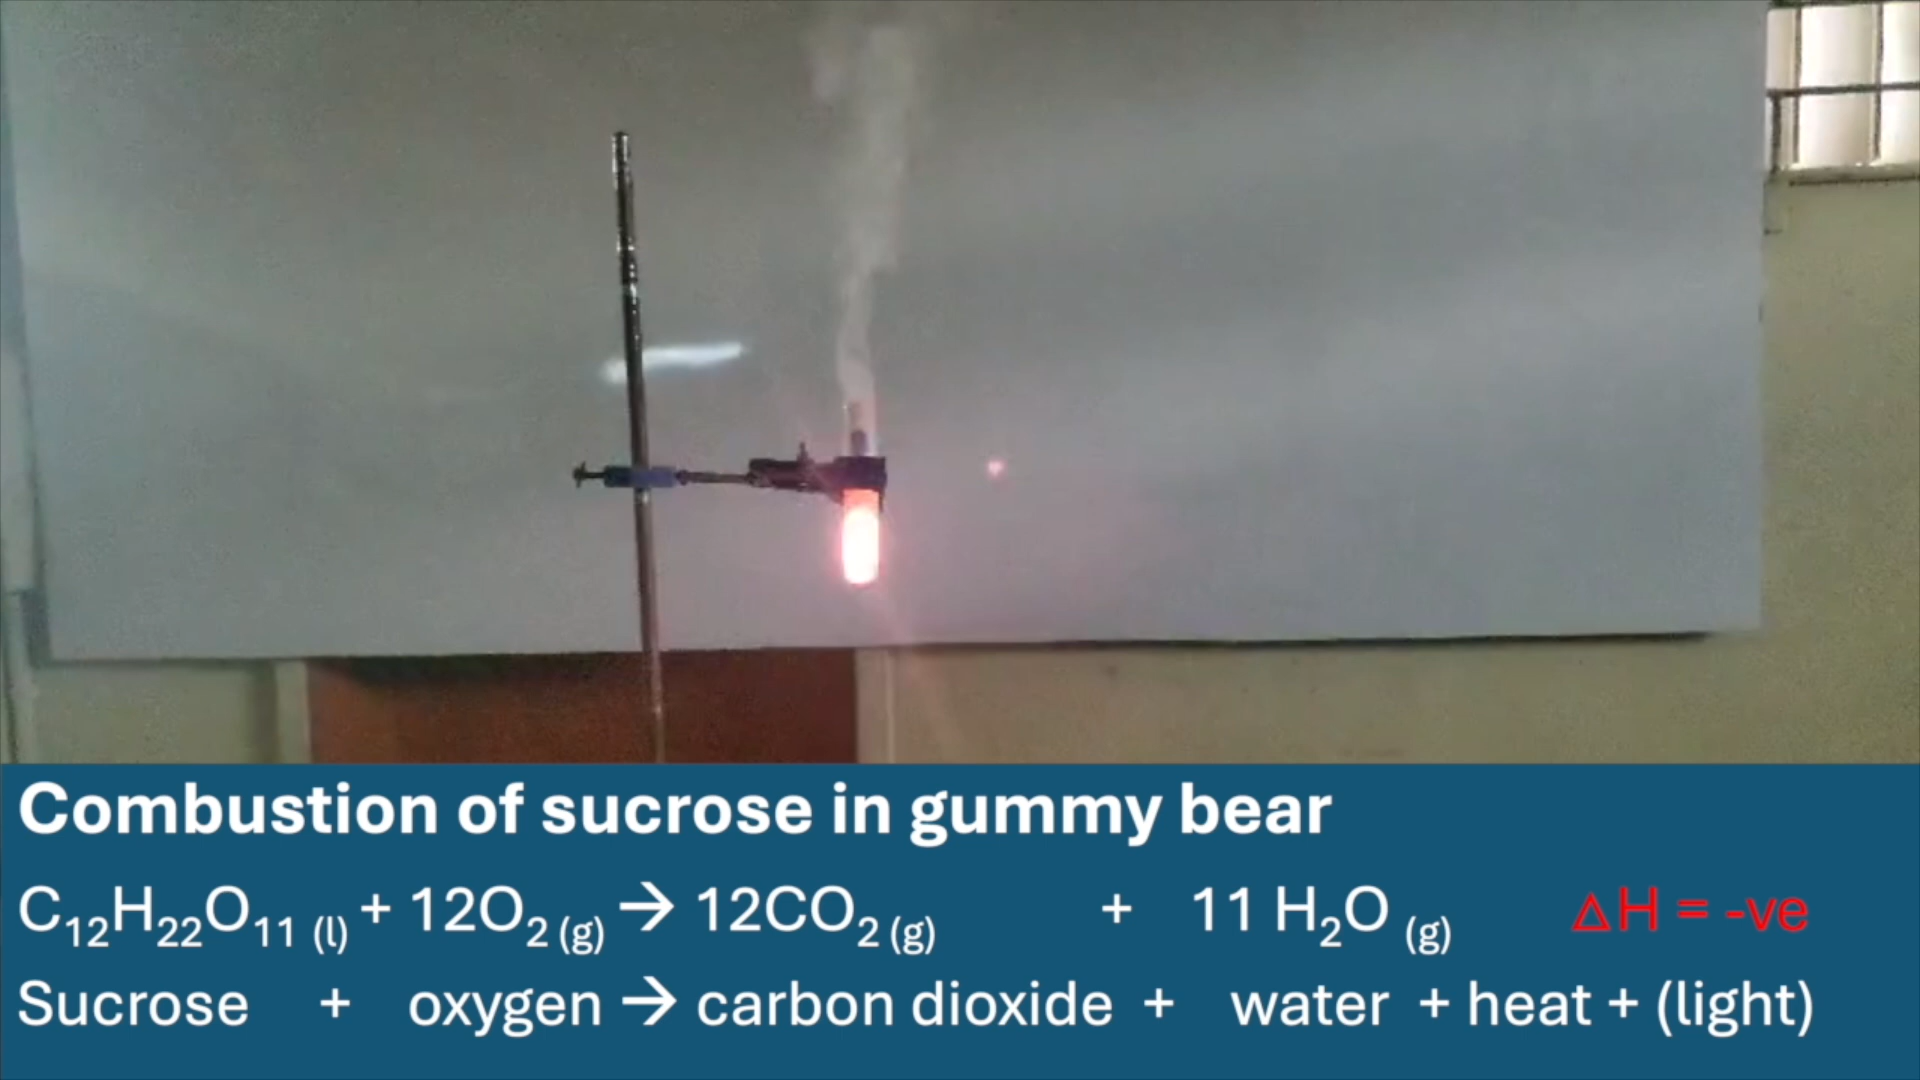 Combustion of sucrose in gummy bear
C₁₂H₂₂O₁₁ (l) + 12O₂ (g) → 12CO₂ (g) + 11 H₂O (g) ΔH = -ve
Sucrose + oxygen → carbon dioxide + water + heat + (light)